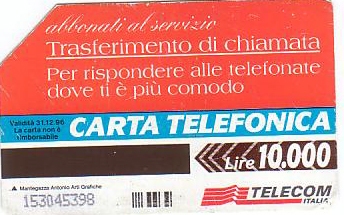 abbonati al servizio
Trasferimento di chiamata
Per rispondere alle telefonate
dove ti è più comodo
Validità 31.12.96
La carta non è
rimborsabile
CARTA TELEFONICA
Lire 10.000
Mantegazza Antonio Arti Grafiche
153045398
TELECOM
ITALIA